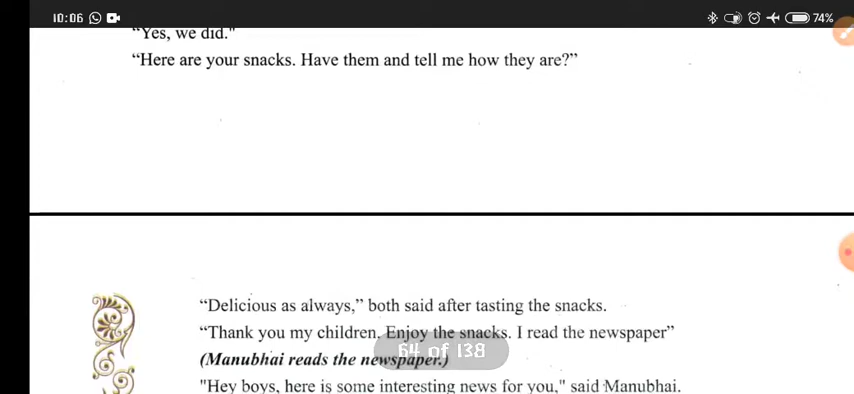 10:06 74%
"Yes, we did."
“Here are your snacks. Have them and tell me how they are?”
“Delicious as always,” both said after tasting the snacks.
“Thank you my children. Enjoy the snacks. I read the newspaper”
64 of 138
(Manubhai reads the newspaper.)
"Hey boys, here is some interesting news for you," said Manubhai.